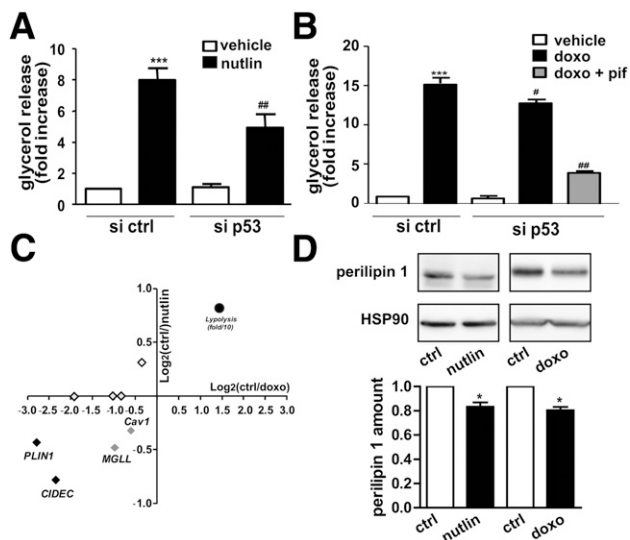 A
vehicle
nutlin
glycerol release
(fold increase)
10
8
6
4
2
0
***
##
si ctrl
si p53
B
vehicle
doxo
doxo + pif
glycerol release
(fold increase)
20
15
10
5
0
***
#
##
si ctrl
si p53
C
Log2(ctrl/)nutlin
1.0
0.5
-0.5
-1.0
Lypolysis
(fold/10)
Log2(ctrl/doxo)
-3.0 -2.5 -2.0 -1.5 -1.0 -0.5 0.5 1.0 1.5 2.0 2.5 3.0
Cav1
PLIN1
MGLL
CIDEC
D
perilipin 1
HSP90
ctrl nutlin ctrl doxo
perilipin 1 amount
1.0
0.8
0.6
0.4
0.2
0.0
*
*
ctrl nutlin ctrl doxo